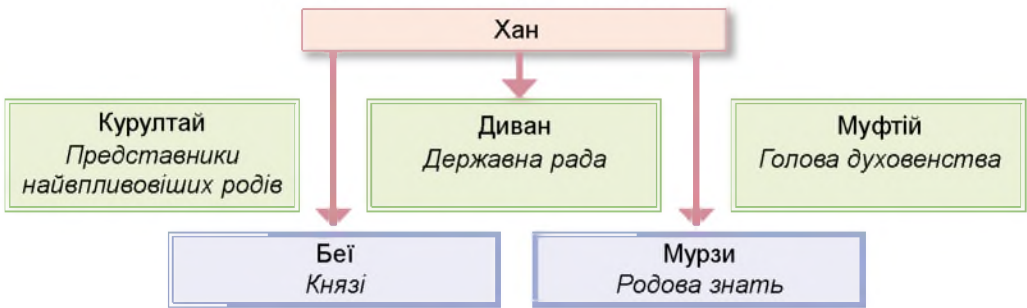 Хан
Курултай
Представники
найвпливовіших родів
Диван
Державна рада
Муфтій
Голова духовенства
Беї
Князі
Мурзи
Родова знать